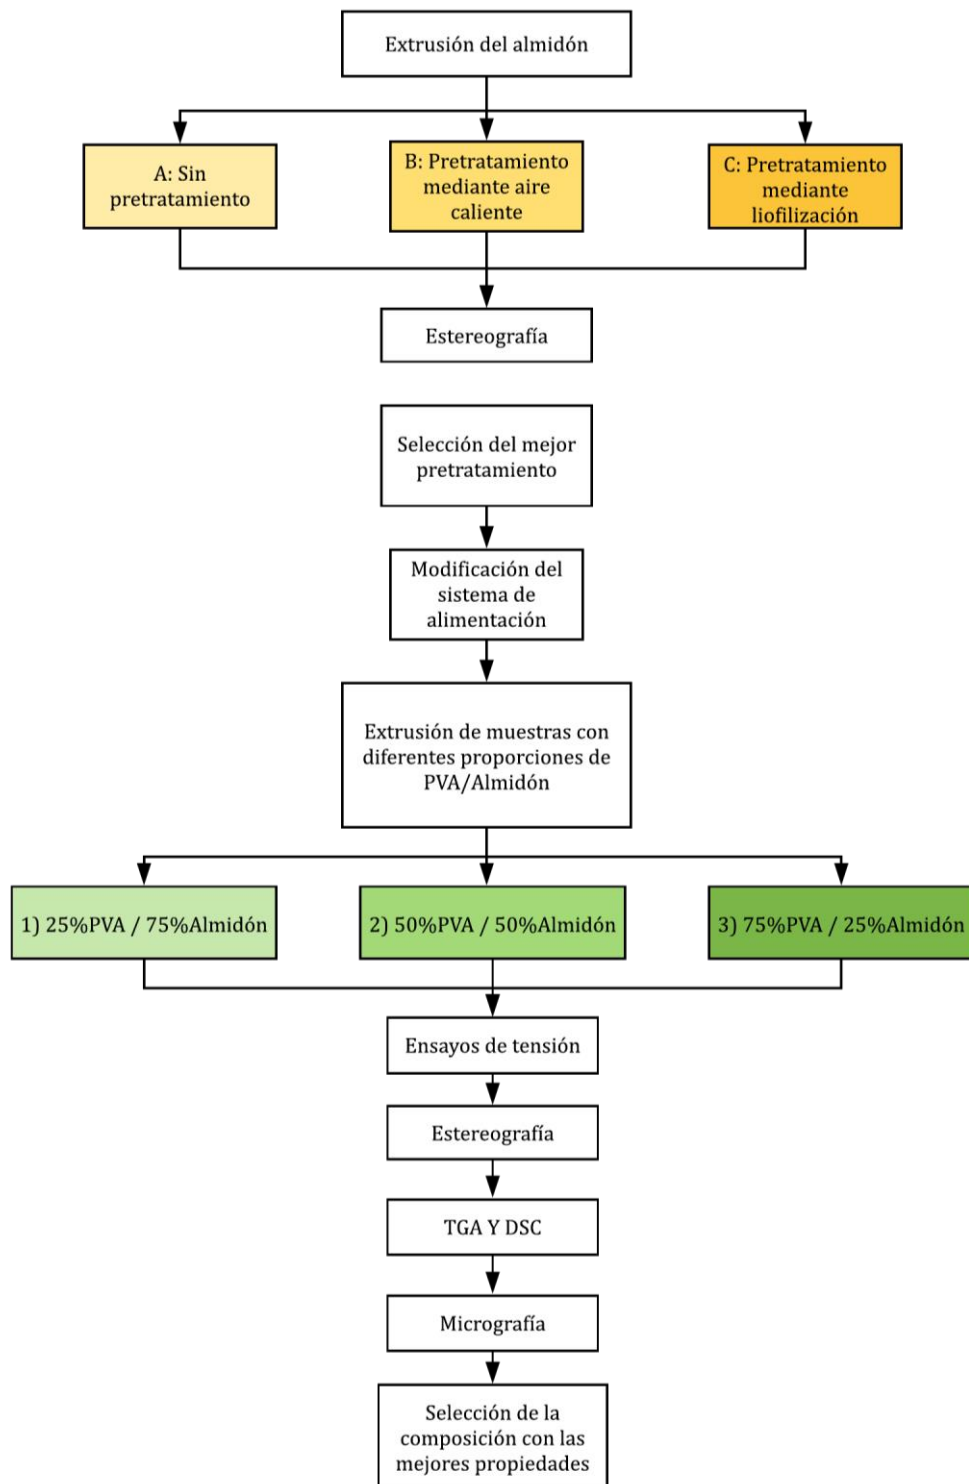 Extrusión del almidón
A: Sin
pretratamiento
B: Pretratamiento
mediante aire
caliente
C: Pretratamiento
mediante
liofilización
Estereografía
Selección del mejor
pretratamiento
Modificación del
sistema de
alimentación
Extrusión de muestras con
diferentes proporciones de
PVA/Almidón
1) 25%PVA / 75%Almidón
2) 50%PVA / 50%Almidón
3) 75%PVA / 25%Almidón
Ensayos de tensión
Estereografía
TGA Y DSC
Micrografía
Selección de la
composición con las
mejores propiedades